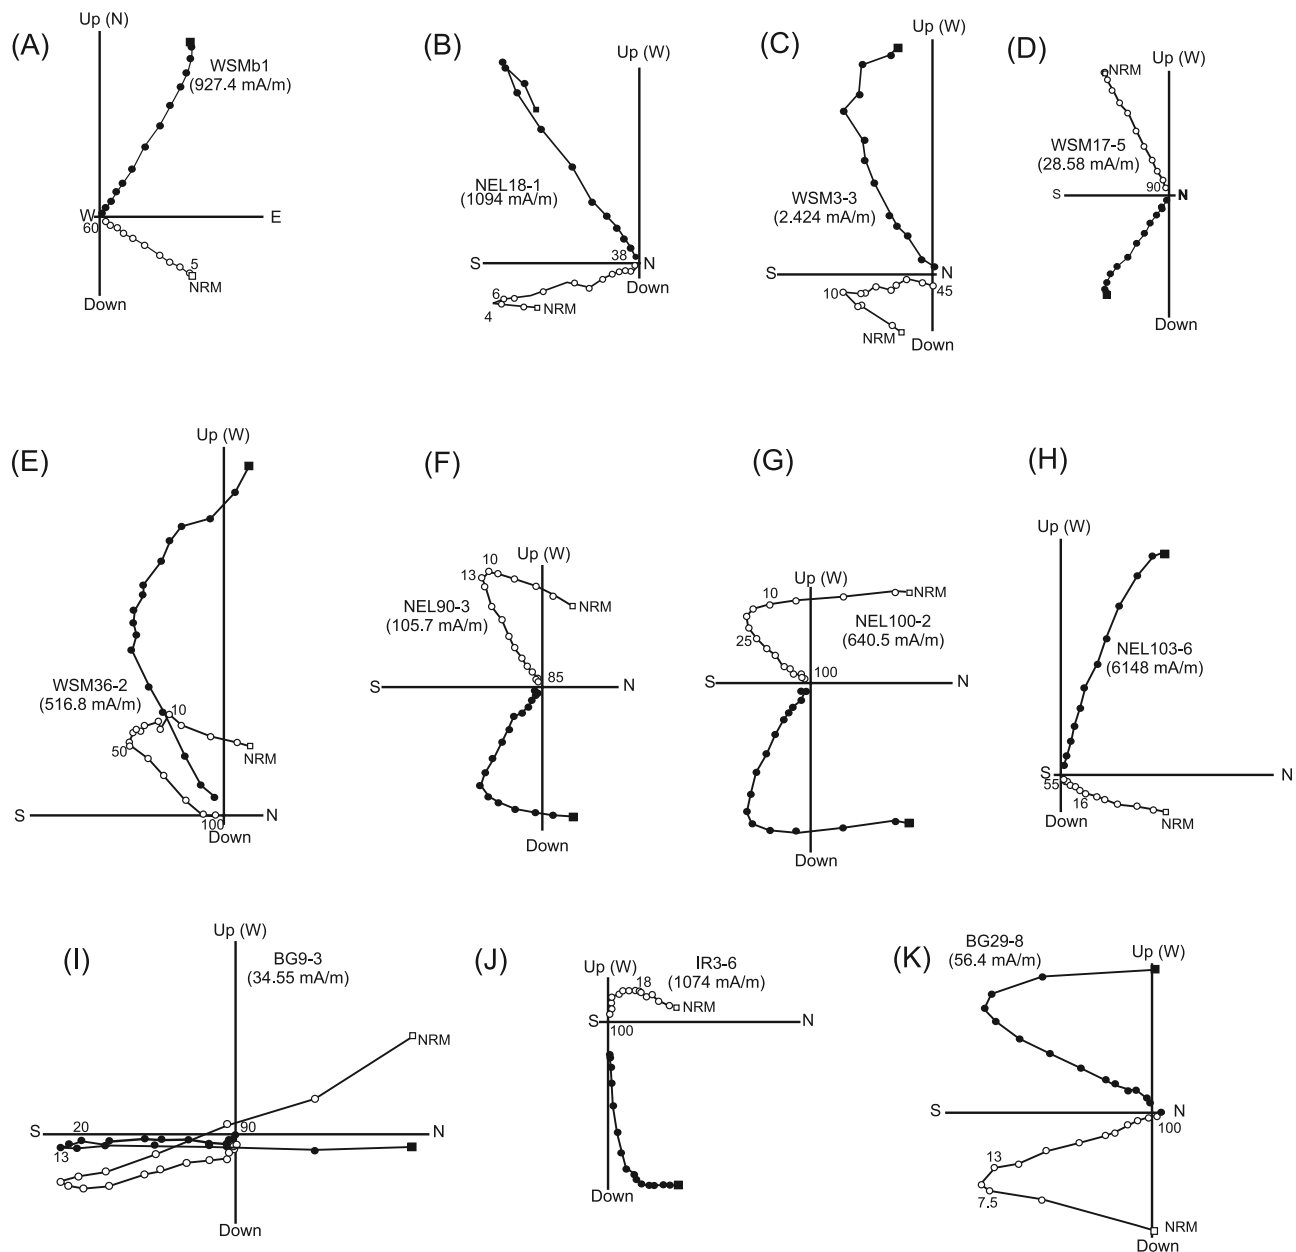 (A)
Up (N)
WSMb1
(927.4 mA/m)
W
E
60
5
NRM
Down
(B)
Up (W)
NEL18-1
(1094 mA/m)
38
S
N
6
4
NRM
Down
(C)
Up (W)
WSM3-3
(2.424 mA/m)
S
N
10
45
NRM
Down
(D)
Up (W)
NRM
WSM17-5
(28.58 mA/m)
90
S
N
Down
(E)
Up (W)
WSM36-2
(516.8 mA/m)
10
50
NRM
S
N
100
Down
(F)
Up (W)
10
13
NRM
NEL90-3
(105.7 mA/m)
85
S
N
Down
(G)
Up (W)
10
NRM
NEL100-2
(640.5 mA/m)
25
100
S
N
Down
(H)
Up (W)
NEL103-6
(6148 mA/m)
S
N
55
16
NRM
Down
(I)
Up (W)
BG9-3
(34.55 mA/m)
NRM
S
20
90
N
13
Down
(J)
Up (W)
IR3-6
(1074 mA/m)
18
NRM
S
N
100
Down
(K)
BG29-8
(56.4 mA/m)
Up (W)
S
N
100
13
7.5
NRM
Down